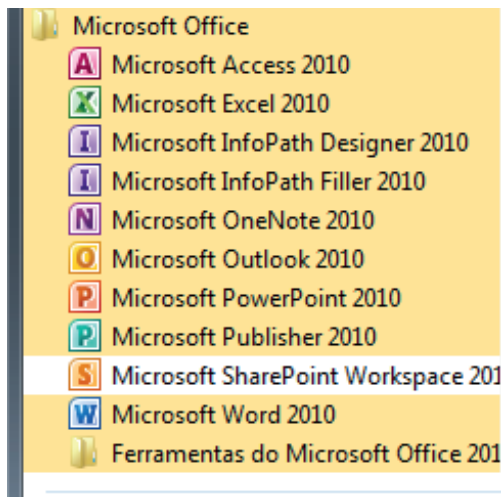 Microsoft Office
Microsoft Access 2010
Microsoft Excel 2010
Microsoft InfoPath Designer 2010
Microsoft InfoPath Filler 2010
Microsoft OneNote 2010
Microsoft Outlook 2010
Microsoft PowerPoint 2010
Microsoft Publisher 2010
Microsoft SharePoint Workspace 201
Microsoft Word 2010
Ferramentas do Microsoft Office 201